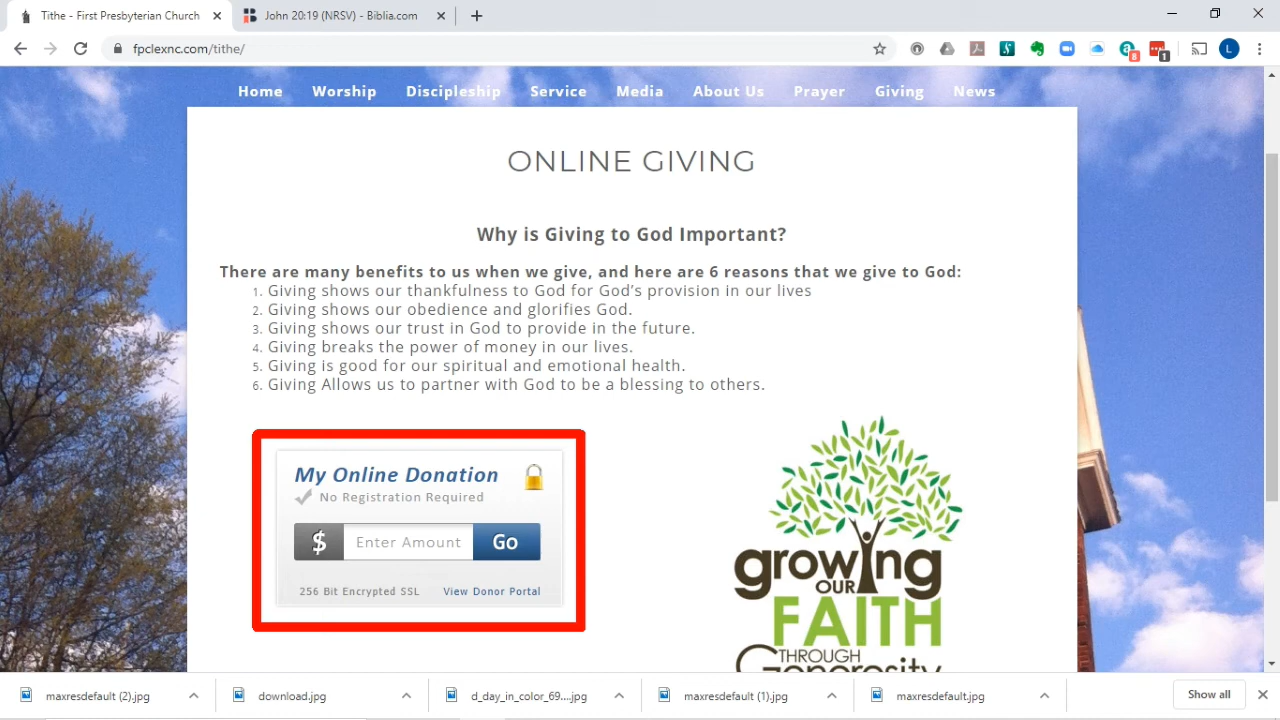 Tithe - First Presbyterian Church
John 20:19 (NRSV) - Biblia.com
fpclexnc.com/tithe/
8
1
L
Home Worship Discipleship Service Media About Us Prayer Giving News
ONLINE GIVING
Why is Giving to God Important?
There are many benefits to us when we give, and here are 6 reasons that we give to God:
1. Giving shows our thankfulness to God for God's provision in our lives
2. Giving shows our obedience and glorifies God.
3. Giving shows our trust in God to provide in the future.
4. Giving breaks the power of money in our lives.
5. Giving is good for our spiritual and emotional health.
6. Giving Allows us to partner with God to be a blessing to others.
My Online Donation
No Registration Required
$ Enter Amount Go
256 Bit Encrypted SSL View Donor Portal
growing
OUR
FAITH
THROUGH
Generosity
maxresdefault (2).jpg
download.jpg
d_day_in_color_69....jpg
maxresdefault (1).jpg
maxresdefault.jpg
Show all